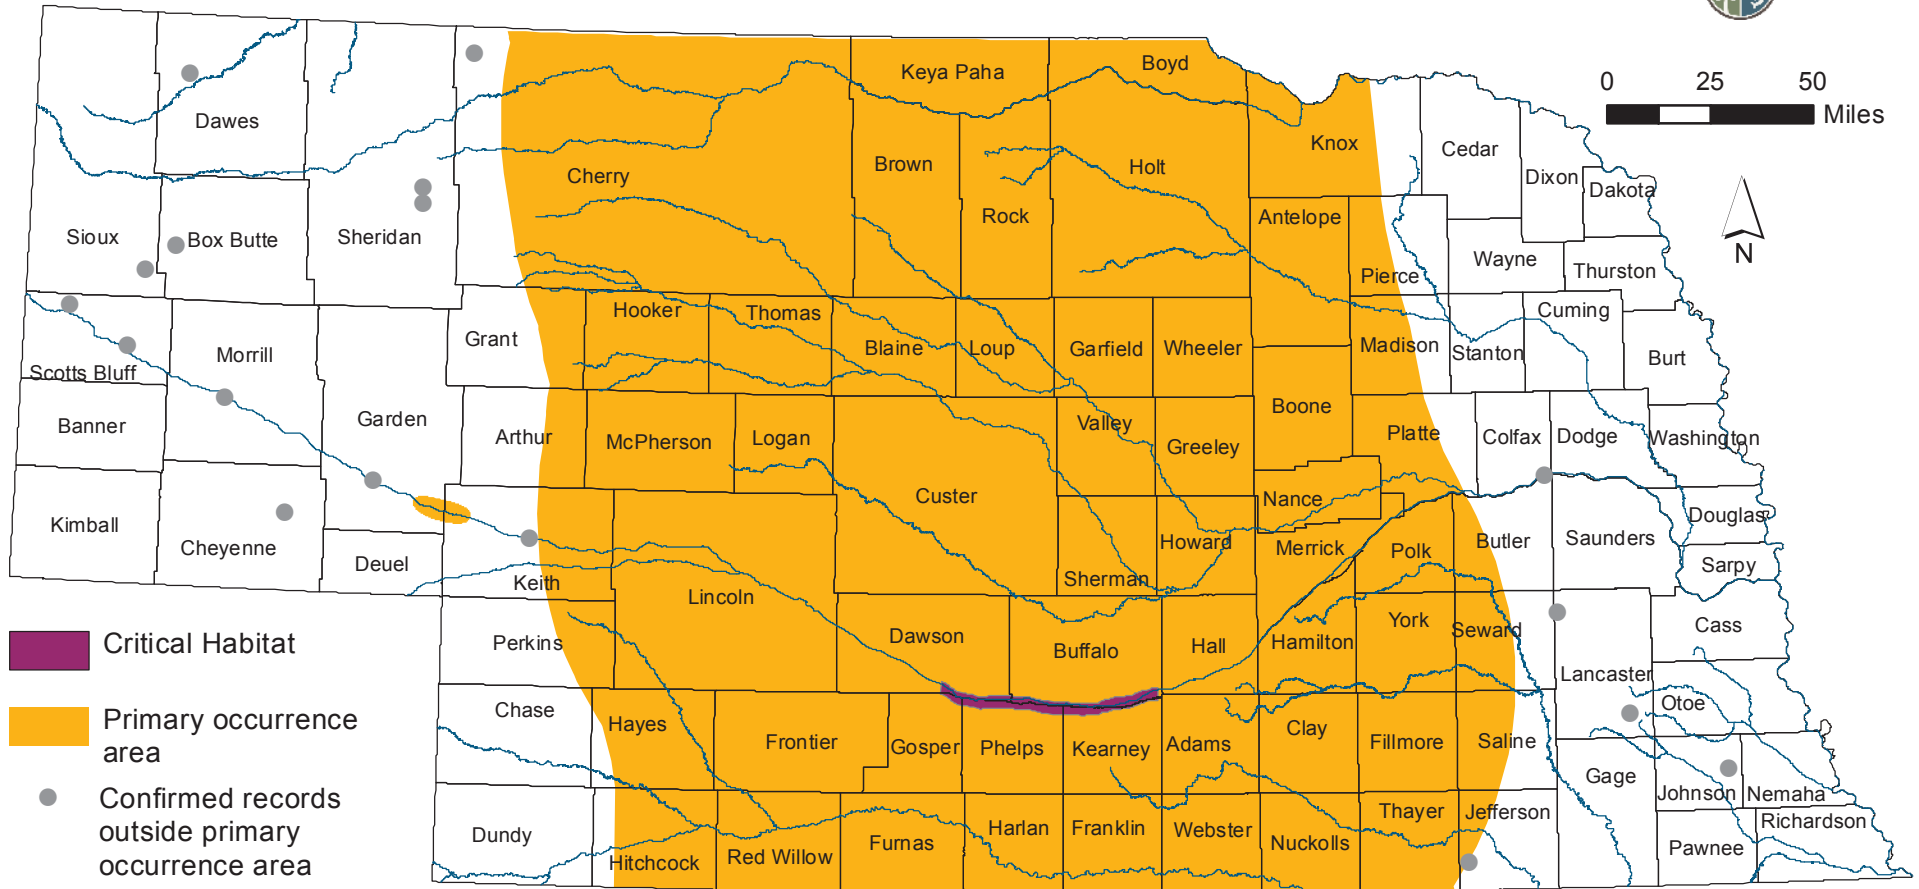 0 25 50
Miles
N
Keya Paha
Boyd
Dawes
Cherry
Brown
Rock
Holt
Knox
Cedar
Dixon
Dakota
Sioux
Box Butte
Sheridan
Antelope
Pierce
Wayne
Thurston
Grant
Hooker
Thomas
Blaine
Loup
Garfield
Wheeler
Madison
Stanton
Cuming
Burt
Scotts Bluff
Morrill
Banner
Garden
Arthur
McPherson
Logan
Custer
Valley
Greeley
Boone
Platte
Colfax
Dodge
Washington
Kimball
Cheyenne
Deuel
Keith
Lincoln
Sherman
Howard
Nance
Merrick
Polk
Butler
Saunders
Douglas
Sarpy
Perkins
Dawson
Buffalo
Hall
Hamilton
York
Seward
Lancaster
Cass
Otoe
Chase
Hayes
Frontier
Gosper
Phelps
Kearney
Adams
Clay
Fillmore
Saline
Gage
Johnson
Nemaha
Dundy
Hitchcock
Red Willow
Furnas
Harlan
Franklin
Webster
Nuckolls
Thayer
Jefferson
Pawnee
Richardson
Critical Habitat
Primary occurrence
area
Confirmed records
outside primary
occurrence area